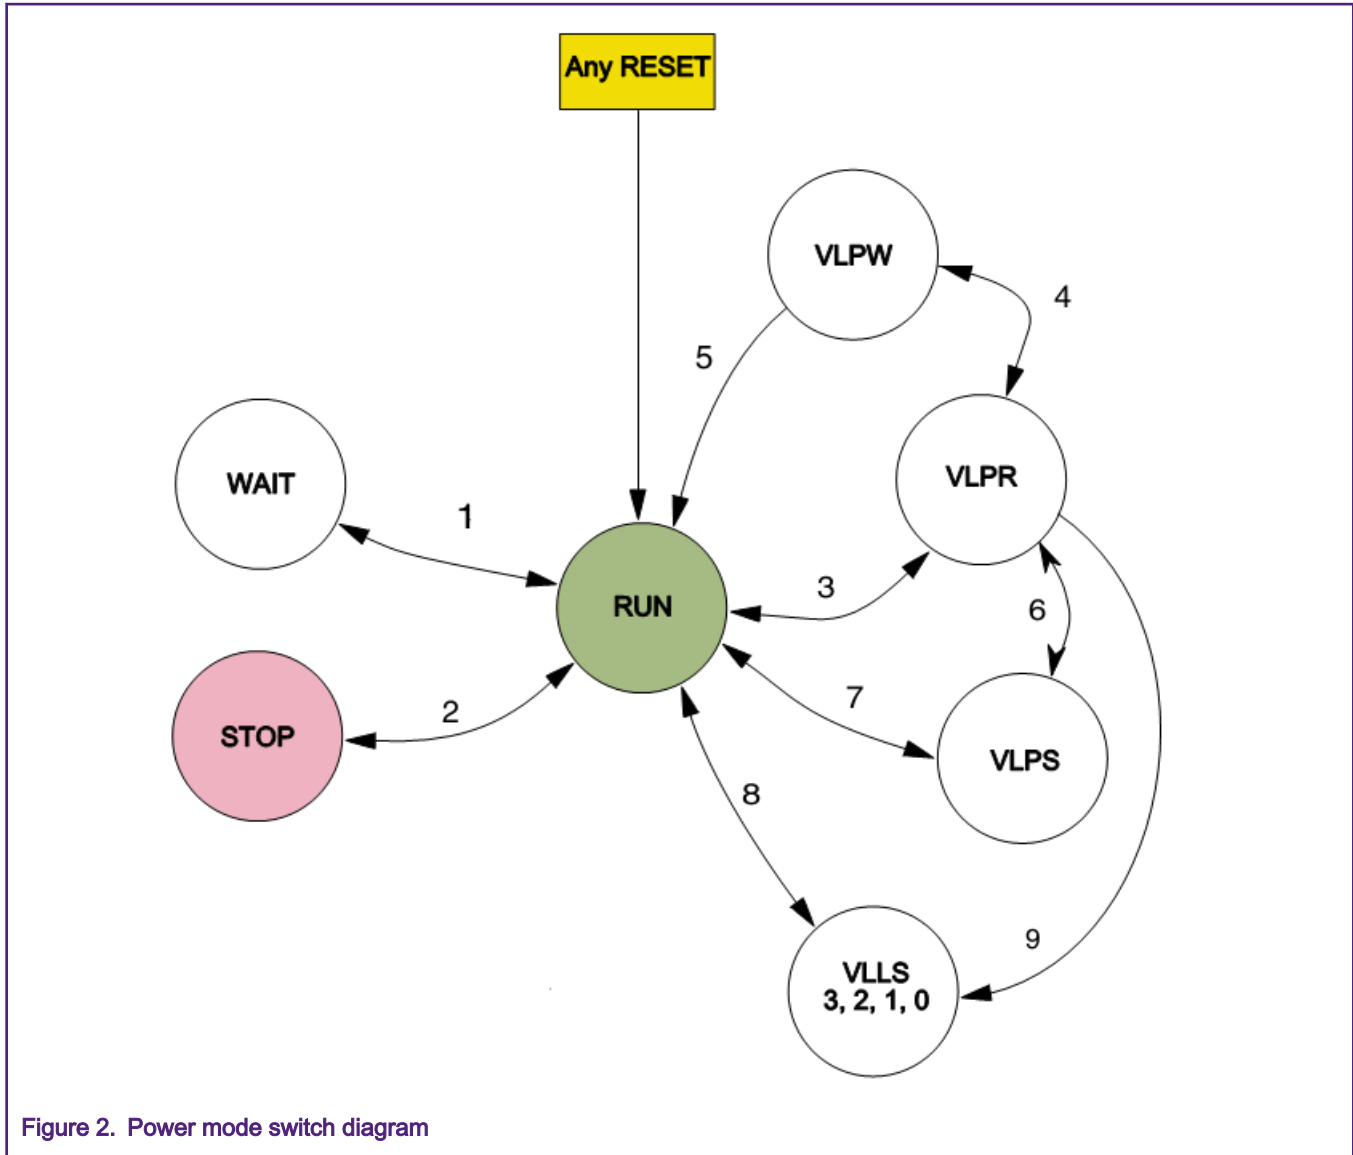 Any RESET
VLPW
4
5
VLPR
WAIT
1
3
RUN
6
7
2
STOP
VLPS
8
9
VLLS
3, 2, 1, 0
Figure 2. Power mode switch diagram